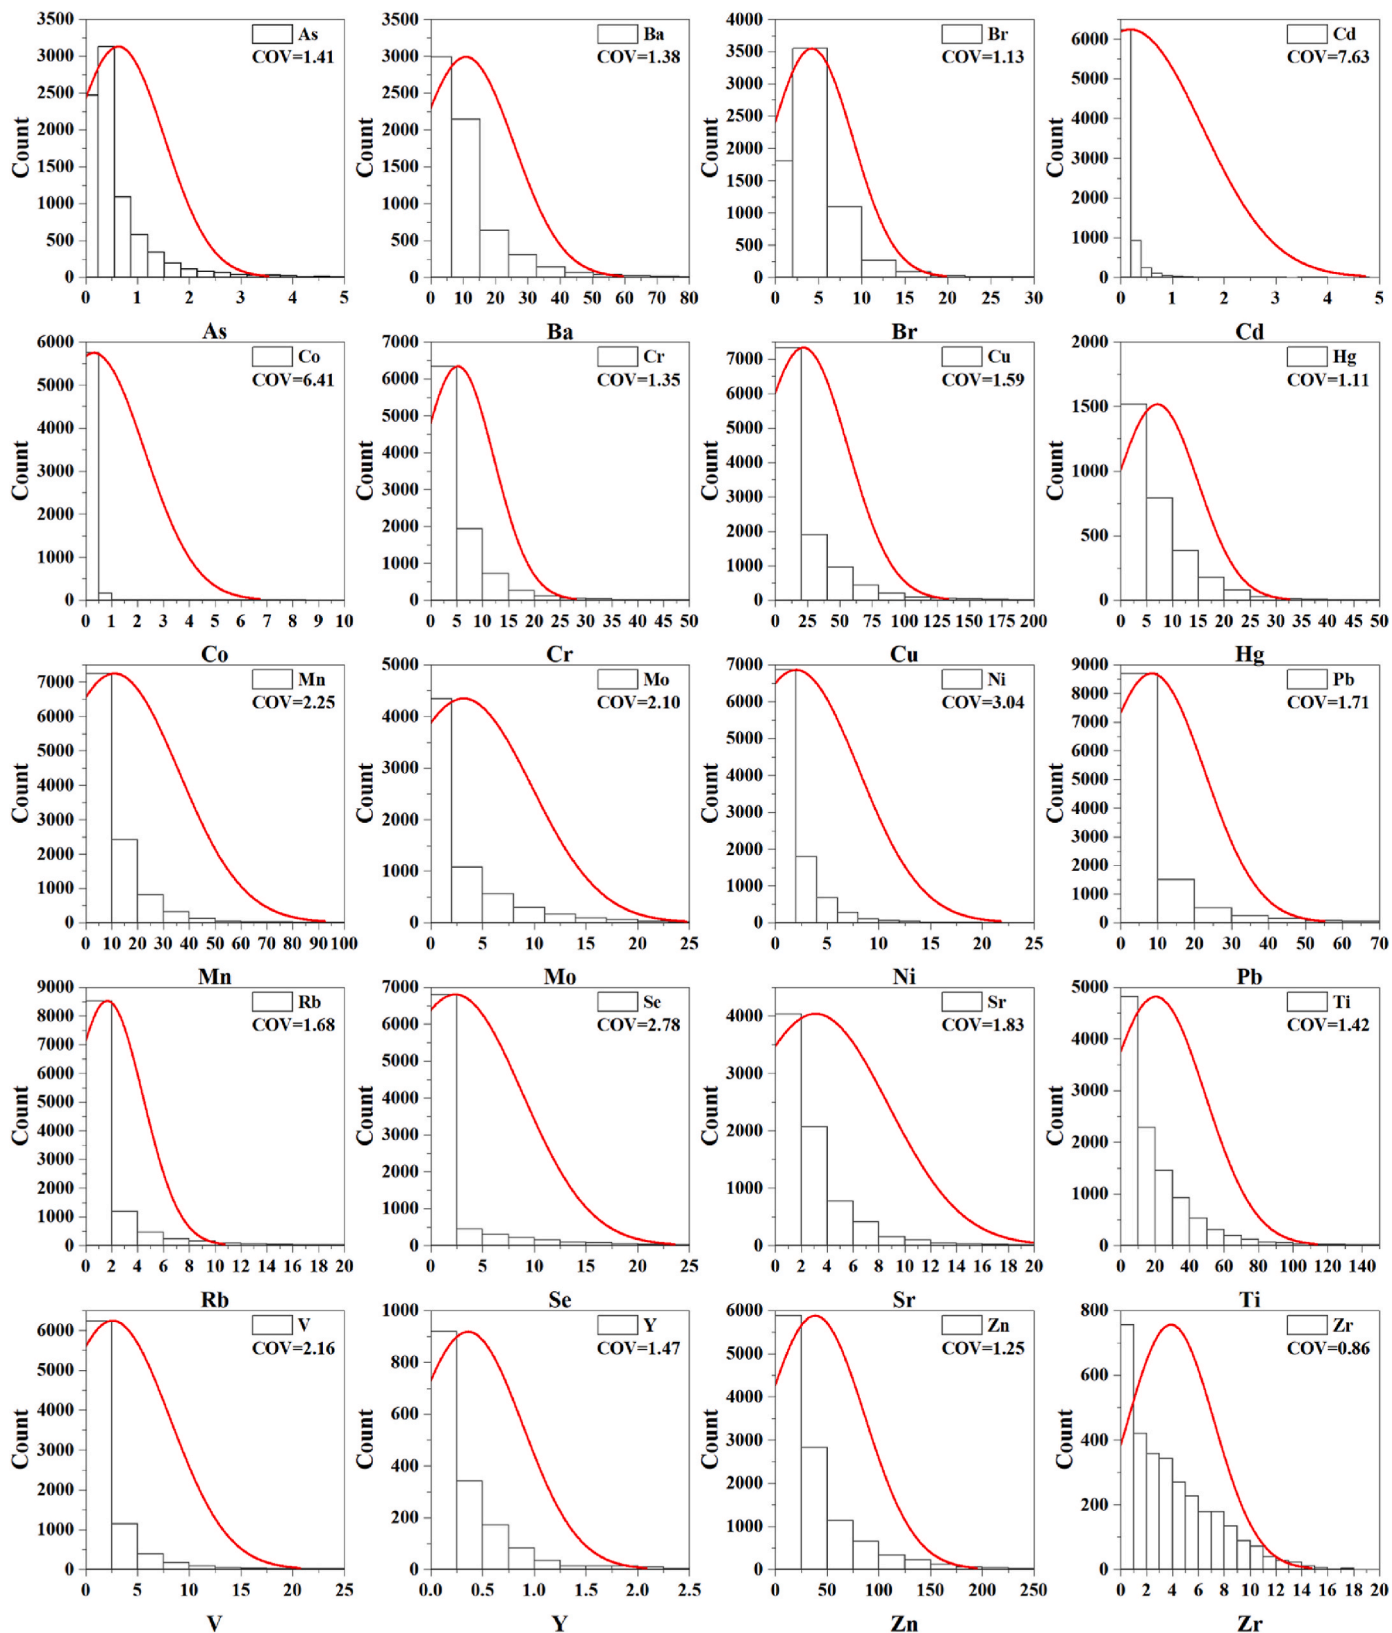 As
COV=1.41
3500
3000
2500
2000
1500
1000
500
0
Count
0 1 2 3 4 5
As
Ba
COV=1.38
3500
3000
2500
2000
1500
1000
500
0
Count
0 10 20 30 40 50 60 70 80
Ba
Br
COV=1.13
4000
3500
3000
2500
2000
1500
1000
500
0
Count
0 5 10 15 20 25 30
Br
Cd
COV=7.63
6000
5000
4000
3000
2000
1000
0
Count
0 1 2 3 4 5
Cd
Co
COV=6.41
6000
5000
4000
3000
2000
1000
0
Count
0 1 2 3 4 5 6 7 8 9 10
Co
Cr
COV=1.35
7000
6000
5000
4000
3000
2000
1000
0
Count
0 5 10 15 20 25 30 35 40 45 50
Cr
Cu
COV=1.59
7000
6000
5000
4000
3000
2000
1000
0
Count
0 25 50 75 100 125 150 175 200
Cu
Hg
COV=1.11
2000
1500
1000
500
0
Count
0 5 10 15 20 25 30 35 40 45 50
Hg
Mn
COV=2.25
7000
6000
5000
4000
3000
2000
1000
0
Count
0 10 20 30 40 50 60 70 80 90 100
Mn
Mo
COV=2.10
5000
4000
3000
2000
1000
0
Count
0 5 10 15 20 25
Mo
Ni
COV=3.04
7000
6000
5000
4000
3000
2000
1000
0
Count
0 5 10 15 20 25
Ni
Pb
COV=1.71
9000
8000
7000
6000
5000
4000
3000
2000
1000
0
Count
0 10 20 30 40 50 60 70
Pb
Rb
COV=1.68
9000
8000
7000
6000
5000
4000
3000
2000
1000
0
Count
0 2 4 6 8 10 12 14 16 18 20
Rb
Se
COV=2.78
7000
6000
5000
4000
3000
2000
1000
0
Count
0 5 10 15 20 25
Se
Sr
COV=1.83
4000
3000
2000
1000
0
Count
0 2 4 6 8 10 12 14 16 18 20
Sr
Ti
COV=1.42
5000
4000
3000
2000
1000
0
Count
0 20 40 60 80 100 120 140
Ti
V
COV=2.16
6000
5000
4000
3000
2000
1000
0
Count
0 5 10 15 20 25
V
Y
COV=1.47
1000
800
600
400
200
0
Count
0.0 0.5 1.0 1.5 2.0 2.5
Y
Zn
COV=1.25
6000
5000
4000
3000
2000
1000
0
Count
0 50 100 150 200 250
Zn
Zr
COV=0.86
800
600
400
200
0
Count
0 2 4 6 8 10 12 14 16 18 20
Zr